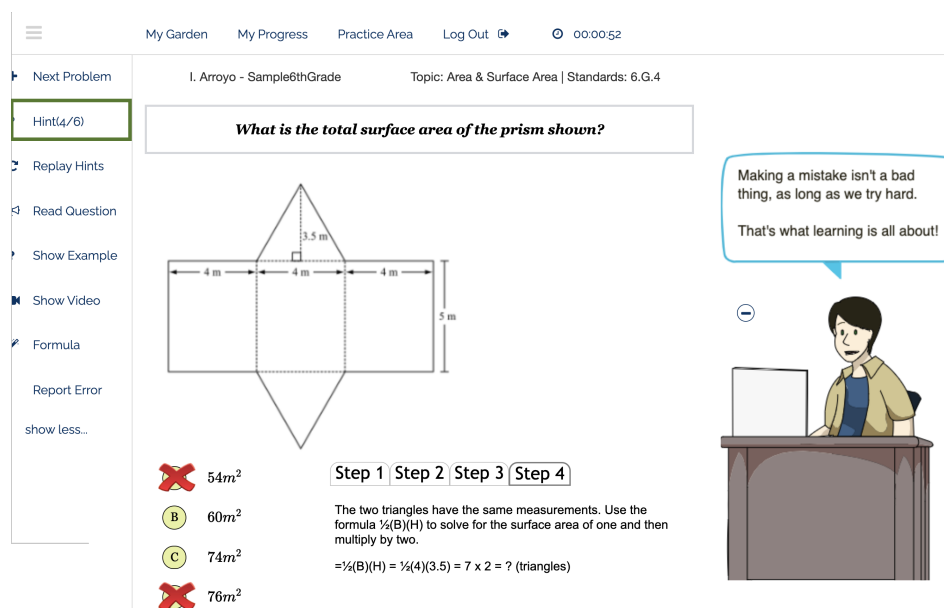 My Garden My Progress Practice Area Log Out 00:00:52
Next Problem
Hint(4/6)
Replay Hints
Read Question
Show Example
Show Video
Formula
Report Error
show less...
I. Arroyo - Sample6thGrade Topic: Area & Surface Area | Standards: 6.G.4
What is the total surface area of the prism shown?
3.5 m
4 m 4 m 4 m
5 m
54m²
B 60m²
C 74m²
76m²
Step 1 Step 2 Step 3 Step 4
The two triangles have the same measurements. Use the
formula ½(B)(H) to solve for the surface area of one and then
multiply by two.
=½(B)(H) = ½(4)(3.5) = 7 x 2 = ? (triangles)
Making a mistake isn't a bad
thing, as long as we try hard.
That's what learning is all about!